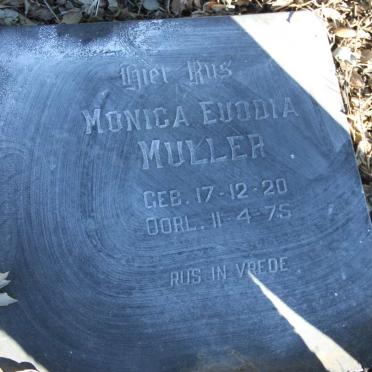 Hier Rus
MONICA EUODIA
MULLER
GEB. 17-12-20
OORL. 11-4-75
RUS IN VREDE